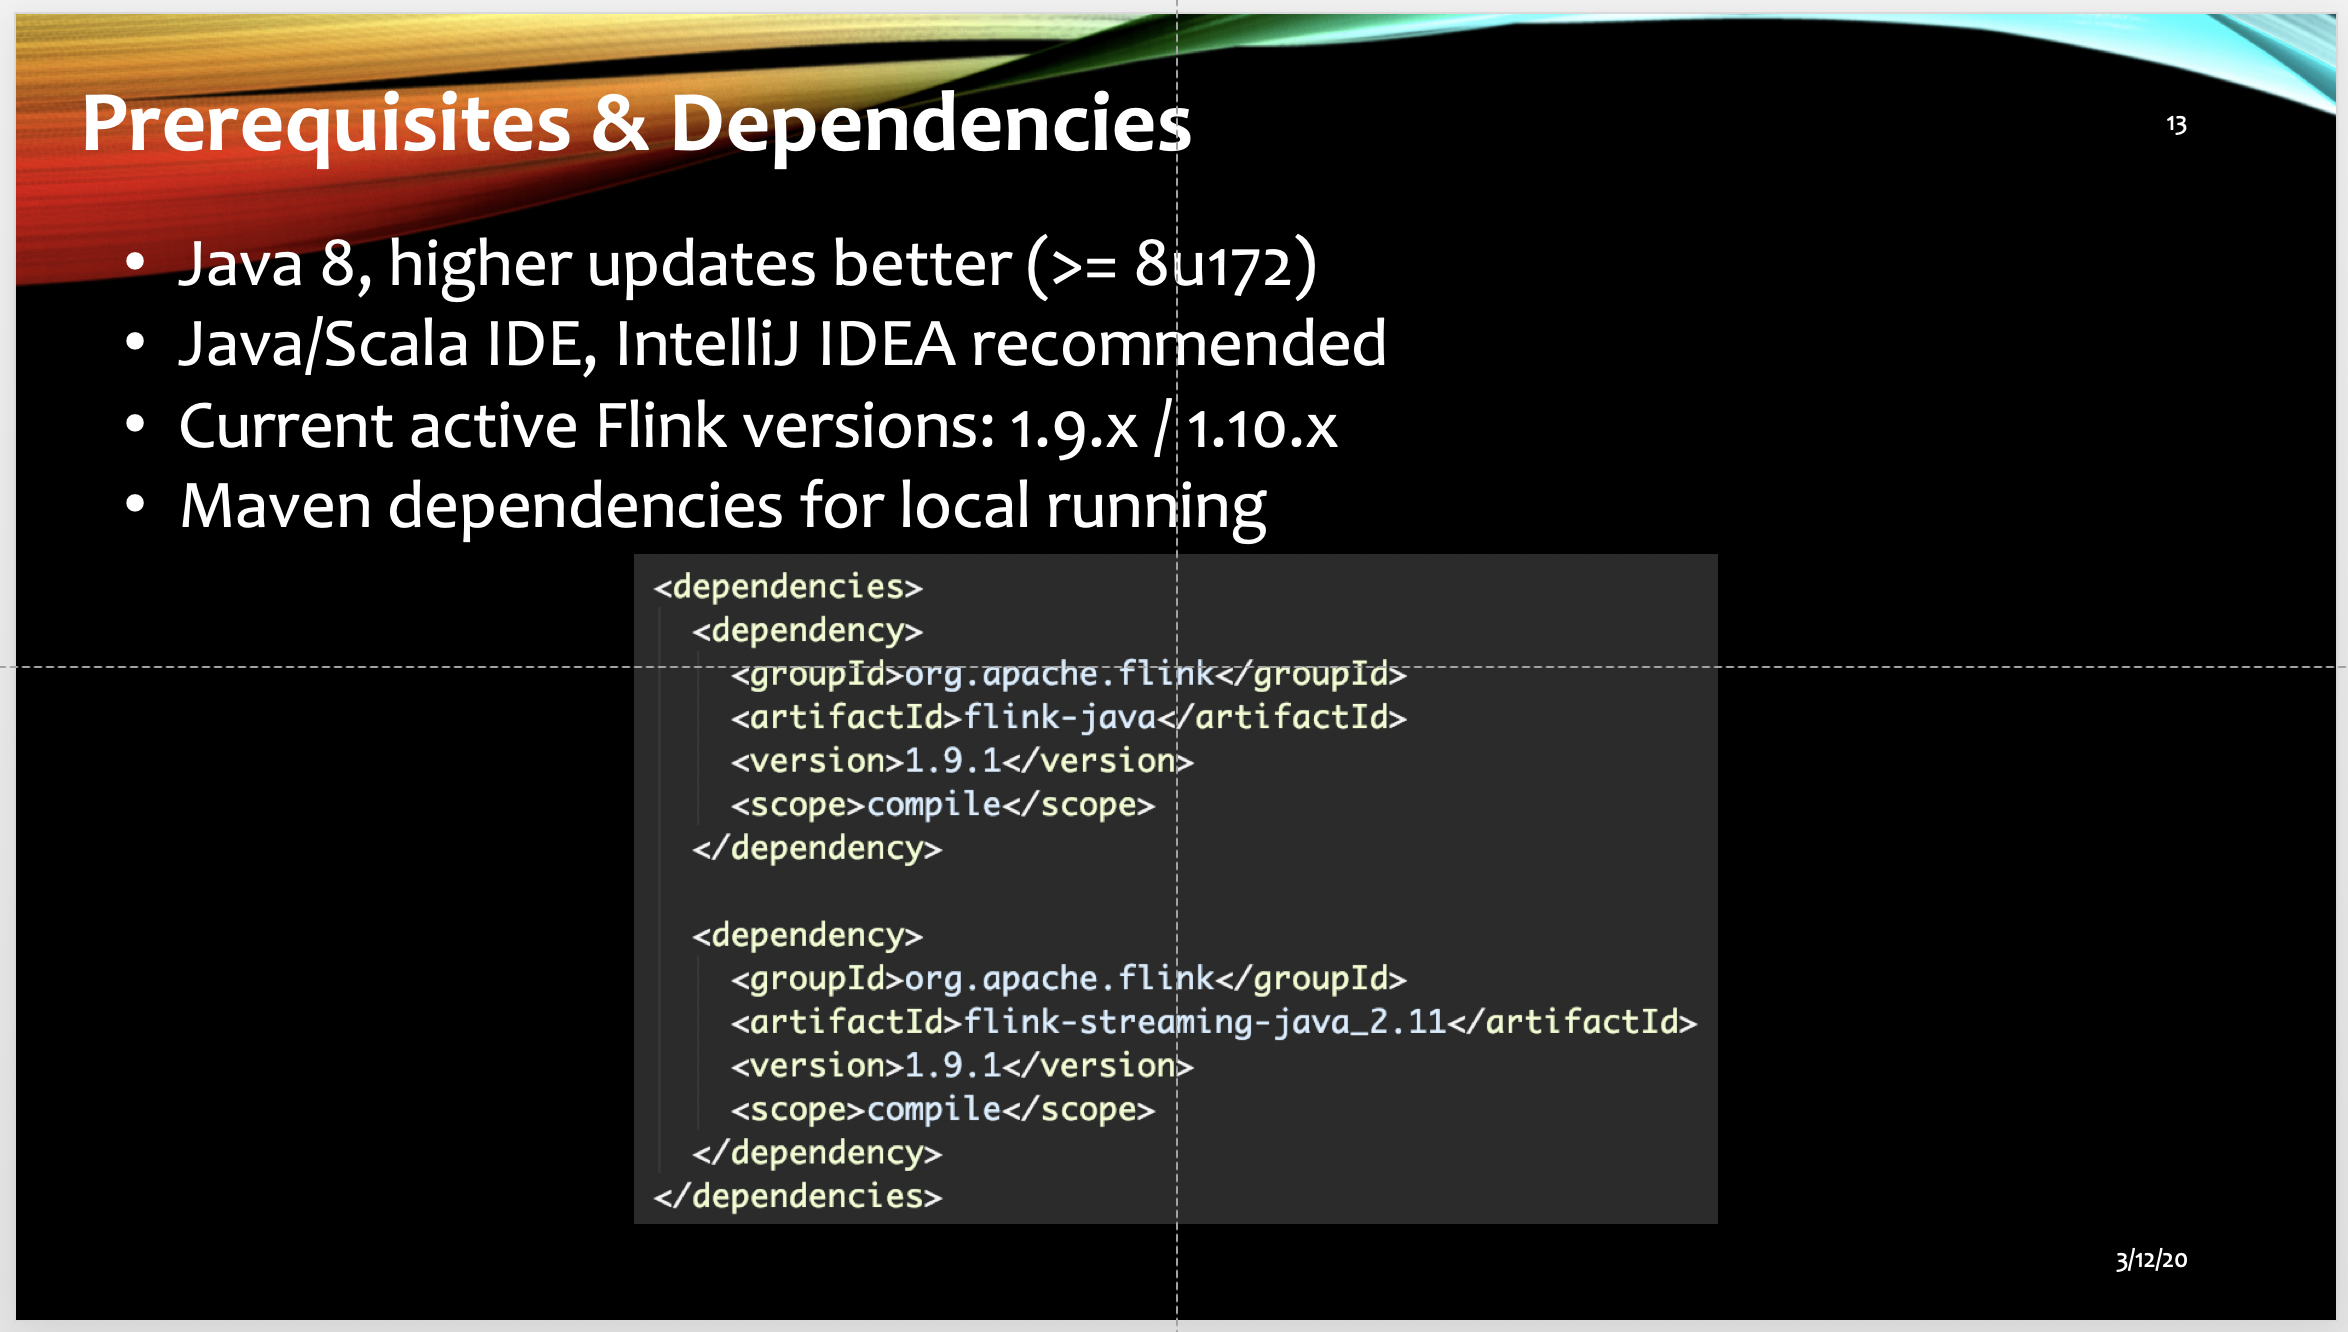 Prerequisites & Dependencies
13
• Java 8, higher updates better (>= 8u172)
• Java/Scala IDE, IntelliJ IDEA recommended
• Current active Flink versions: 1.9.x / 1.10.x
• Maven dependencies for local running
<dependencies>
  <dependency>
    <groupId>org.apache.flink</groupId>
    <artifactId>flink-java</artifactId>
    <version>1.9.1</version>
    <scope>compile</scope>
  </dependency>

  <dependency>
    <groupId>org.apache.flink</groupId>
    <artifactId>flink-streaming-java_2.11</artifactId>
    <version>1.9.1</version>
    <scope>compile</scope>
  </dependency>
</dependencies>
3/12/20